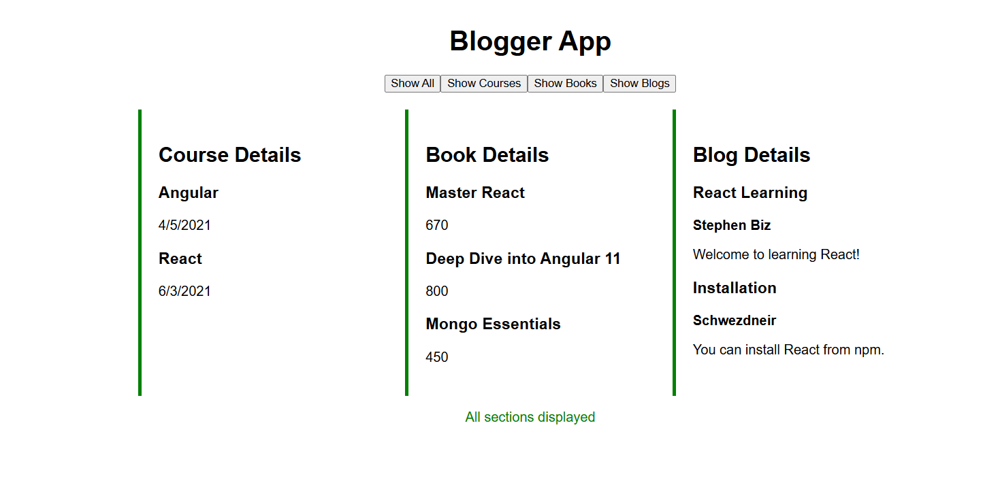 Blogger App
Show All
Show Courses
Show Books
Show Blogs
Course Details
Angular
4/5/2021
React
6/3/2021
Book Details
Master React
670
Deep Dive into Angular 11
800
Mongo Essentials
450
Blog Details
React Learning
Stephen Biz
Welcome to learning React!
Installation
Schwezdneir
You can install React from npm.
All sections displayed